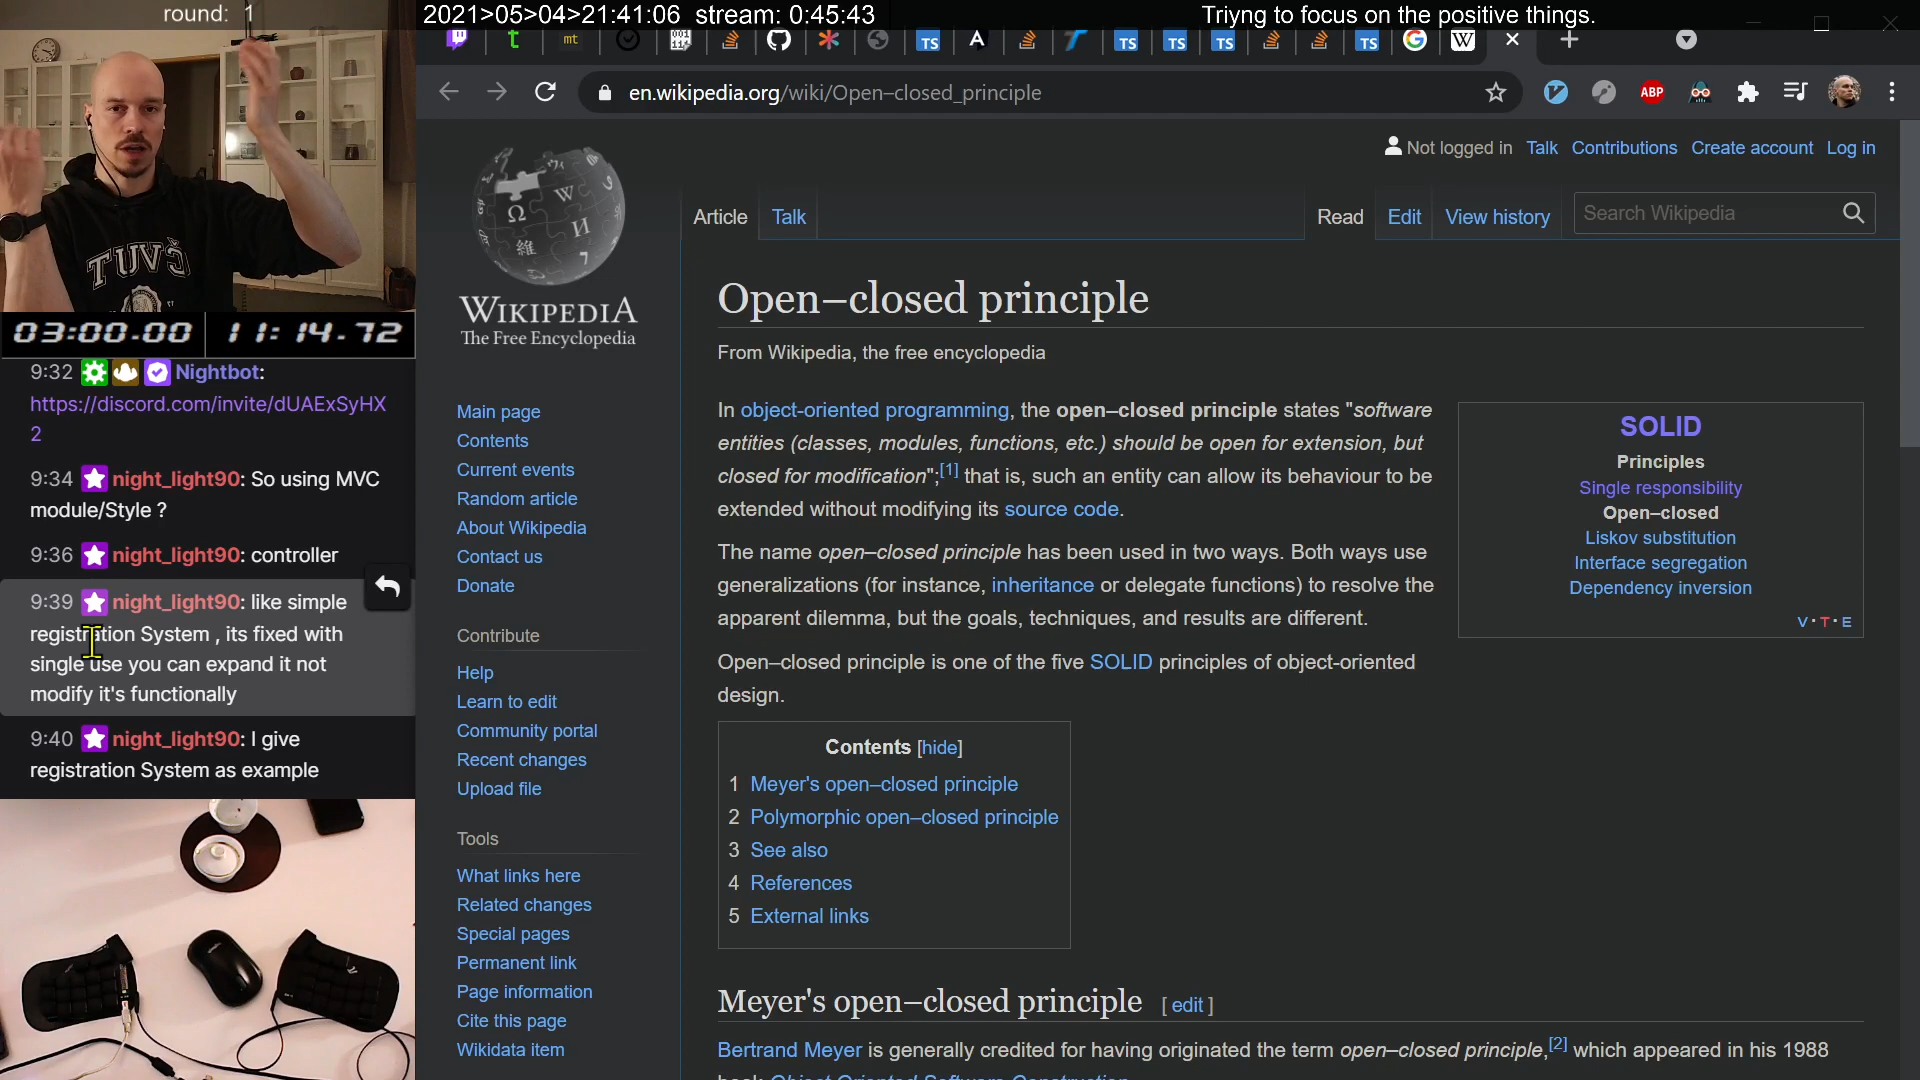 round: 1
2021>05>04>21:41:06 stream: 0:45:43
Triyng to focus on the positive things.
en.wikipedia.org/wiki/Open–closed_principle
ABP
TUVČ
03:00.00 11:14.72
9:32 Nightbot:
https://discord.com/invite/dUAExSyHX
2
9:34 night_light90: So using MVC
module/Style ?
9:36 night_light90: controller
9:39 night_light90: like simple
registration System , its fixed with
single use you can expand it not
modify it's functionally
9:40 night_light90: I give
registration System as example
WIKIPEDIA
The Free Encyclopedia
Main page
Contents
Current events
Random article
About Wikipedia
Contact us
Donate
Contribute
Help
Learn to edit
Community portal
Recent changes
Upload file
Tools
What links here
Related changes
Special pages
Permanent link
Page information
Cite this page
Wikidata item
Not logged in Talk Contributions Create account Log in
Article Talk Read Edit View history Search Wikipedia
Open–closed principle
From Wikipedia, the free encyclopedia
In object-oriented programming, the open–closed principle states "software
entities (classes, modules, functions, etc.) should be open for extension, but
closed for modification";[1] that is, such an entity can allow its behaviour to be
extended without modifying its source code.
The name open–closed principle has been used in two ways. Both ways use
generalizations (for instance, inheritance or delegate functions) to resolve the
apparent dilemma, but the goals, techniques, and results are different.
Open–closed principle is one of the five SOLID principles of object-oriented
design.
SOLID
Principles
Single responsibility
Open–closed
Liskov substitution
Interface segregation
Dependency inversion
V·T·E
Contents [hide]
1 Meyer's open–closed principle
2 Polymorphic open–closed principle
3 See also
4 References
5 External links
Meyer's open–closed principle [ edit ]
Bertrand Meyer is generally credited for having originated the term open–closed principle,[2] which appeared in his 1988
book Object Oriented Software Construction